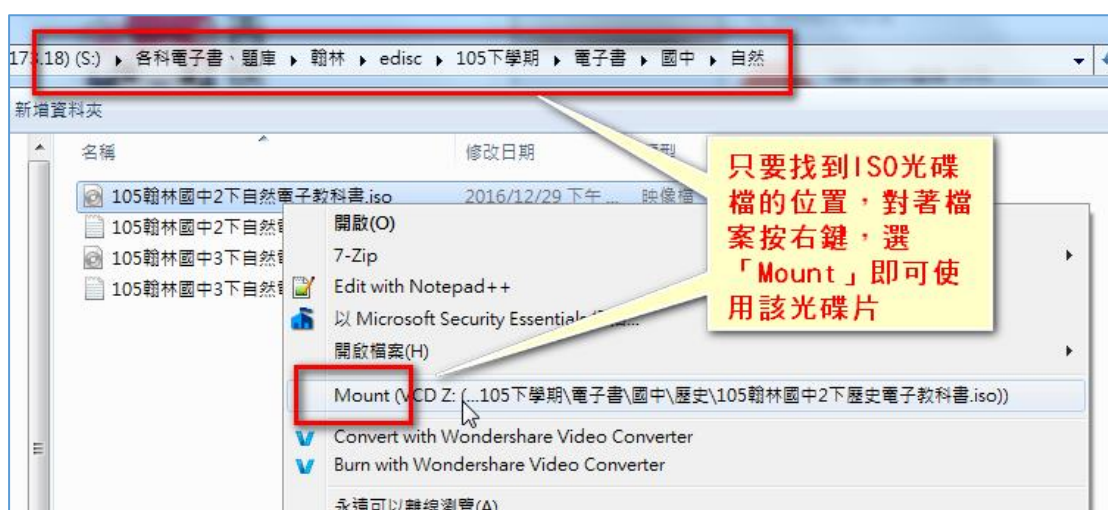 173.18) (S:) ▸ 各科電子書、題庫 ▸ 翰林 ▸ edisc ▸ 105下學期 ▸ 電子書 ▸ 國中 ▸ 自然
新增資料夾
名稱 修改日期
105翰林國中2下自然電子教科書.iso 2016/12/29 下午 ... 映像檔
105翰林國中2下自然
105翰林國中3下自然
105翰林國中3下自然
開啟(O)
7-Zip
Edit with Notepad++
以 Microsoft Security Essentials
開啟檔案(H)
Mount (VCD Z: (...105下學期\電子書\國中\歷史\105翰林國中2下歷史電子教科書.iso))
Convert with Wondershare Video Converter
Burn with Wondershare Video Converter
永遠可以離線瀏覽(A)
只要找到ISO光碟
檔的位置，對著檔
案按右鍵，選
「Mount」即可使
用該光碟片